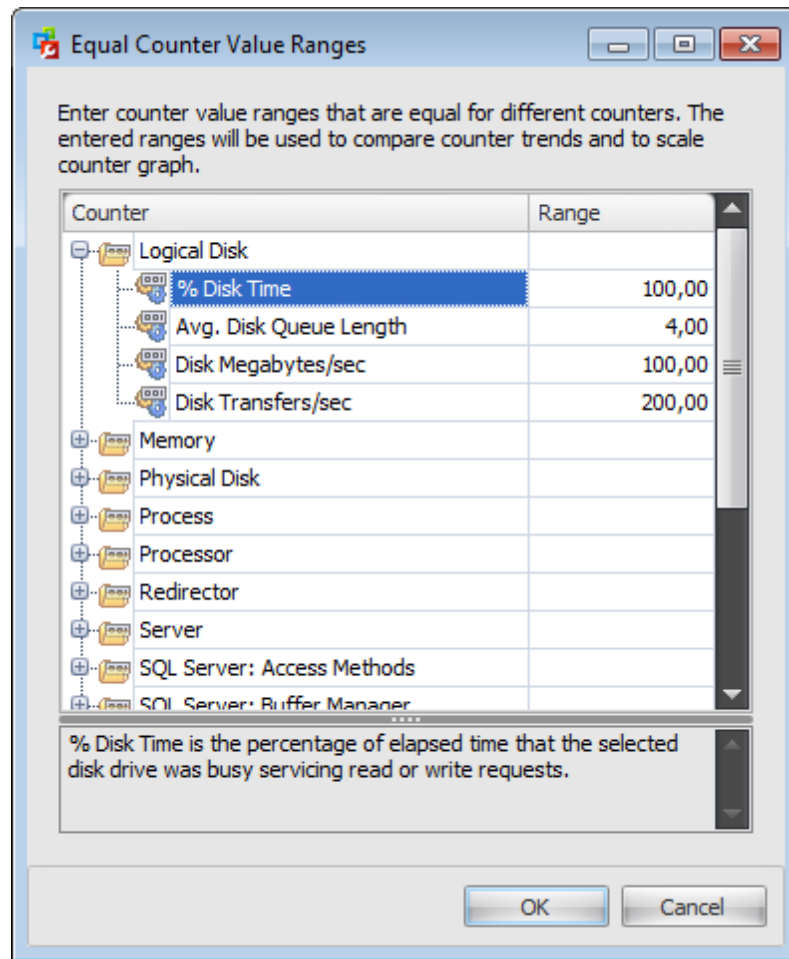 Equal Counter Value Ranges
Enter counter value ranges that are equal for different counters. The
entered ranges will be used to compare counter trends and to scale
counter graph.
Counter Range
Logical Disk
% Disk Time 100,00
Avg. Disk Queue Length 4,00
Disk Megabytes/sec 100,00
Disk Transfers/sec 200,00
Memory
Physical Disk
Process
Processor
Redirector
Server
SQL Server: Access Methods
SQL Server: Buffer Manager
% Disk Time is the percentage of elapsed time that the selected
disk drive was busy servicing read or write requests.
OK Cancel